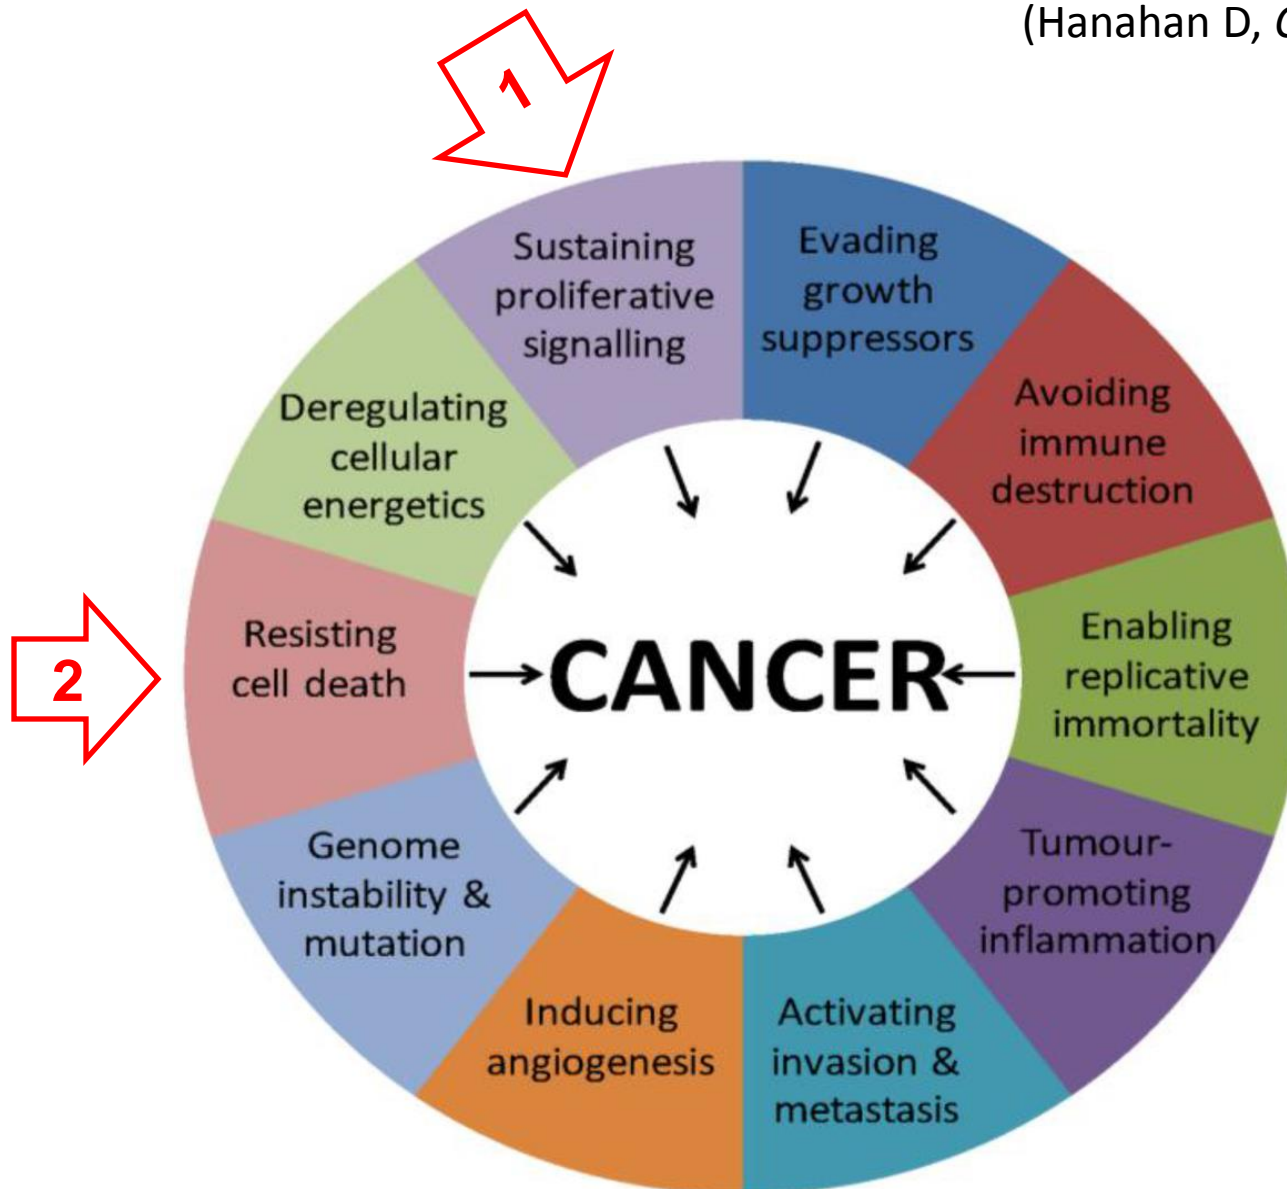 (Hanahan D,
1
Sustaining
proliferative
signalling
Evading
growth
suppressors
Avoiding
immune
destruction
Enabling
replicative
immortality
Tumour-
promoting
inflammation
Activating
invasion &
metastasis
Inducing
angiogenesis
Genome
instability &
mutation
2
Resisting
cell death
Deregulating
cellular
energetics
CANCER